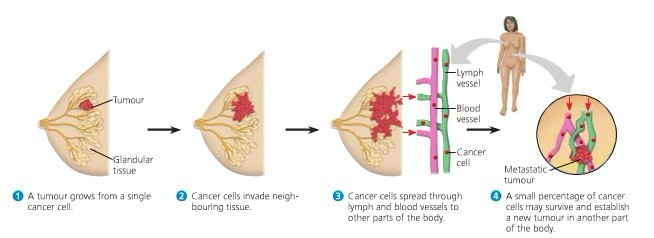 Tumour
Glandular
tissue
Lymph
vessel
Blood
vessel
Cancer
cell
Metastatic
tumour
1 A tumour grows from a single
cancer cell.
2 Cancer cells invade neigh-
bouring tissue.
3 Cancer cells spread through
lymph and blood vessels to
other parts of the body.
4 A small percentage of cancer
cells may survive and establish
a new tumour in another part
of the body.